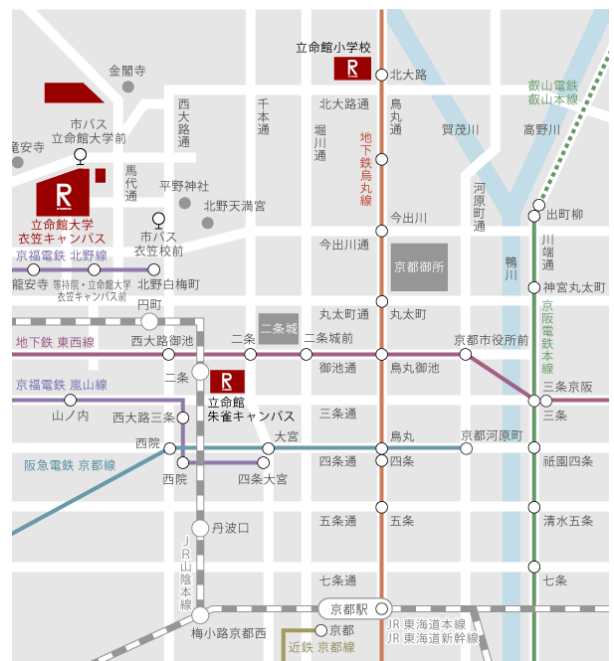 立命館小学校
R
北大路
金閣寺
西大路通
千本通
北大路通
烏丸通
賀茂川
高野川
叡山電鉄
叡山本線
市バス
立命館大学前
竜安寺
馬代通
堀川通
地下鉄烏丸線
河原町通
R
平野神社
北野天満宮
出町柳
立命館大学
衣笠キャンパス
市バス
衣笠校前
今出川
今出川通
川端通
京都御所
鴨川
京福電鉄 北野線
龍安寺
等持院・立命館大学
衣笠キャンパス前
北野白梅町
神宮丸太町
円町
丸太町通
丸太町
京阪電鉄本線
二条城
地下鉄 東西線
西大路御池
二条
二条城前
御池通
烏丸御池
京都市役所前
二条
R
立命館
朱雀キャンパス
京福電鉄 嵐山線
山ノ内
西大路三条
三条通
三条京阪
三条
西院
大宮
烏丸
京都河原町
阪急電鉄 京都線
西院
四条大宮
四条通
四条
祇園四条
丹波口
五条通
五条
清水五条
JR山陰本線
七条通
七条
京都駅
梅小路京都西
京都
近鉄 京都線
JR東海道本線
JR東海道新幹線